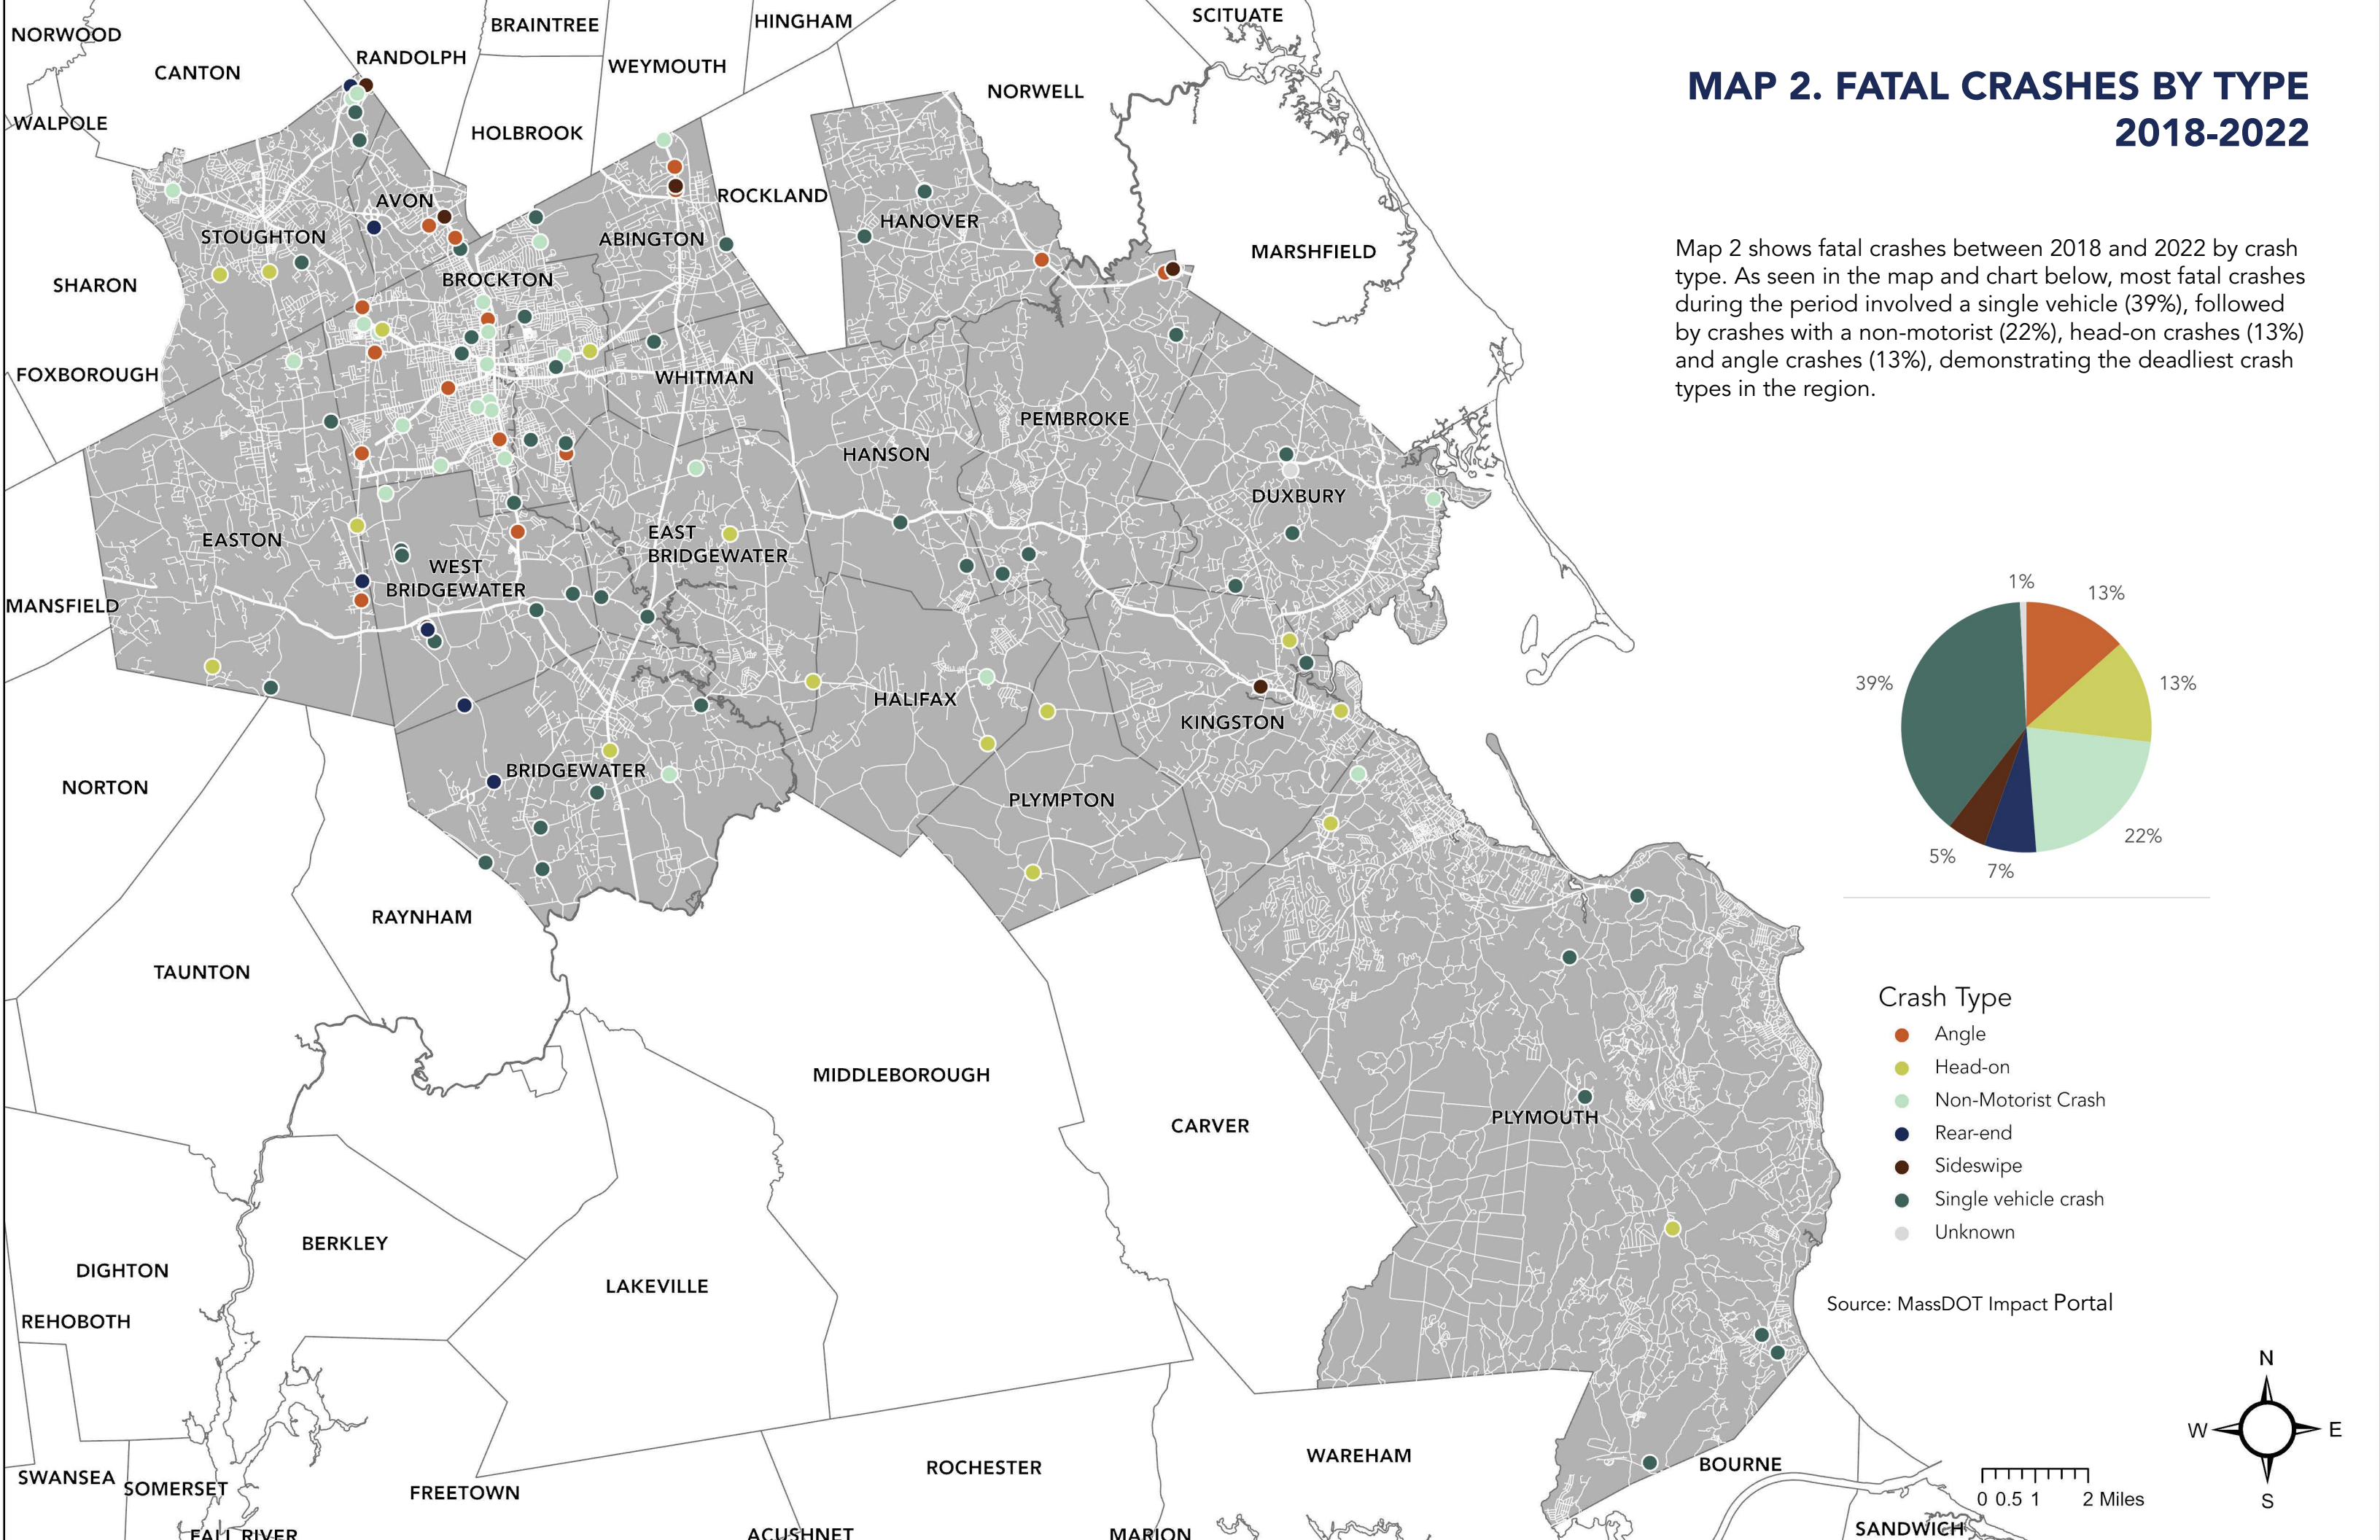 MAP 2. FATAL CRASHES BY TYPE
2018-2022
Map 2 shows fatal crashes between 2018 and 2022 by crash
type. As seen in the map and chart below, most fatal crashes
during the period involved a single vehicle (39%), followed
by crashes with a non-motorist (22%), head-on crashes (13%)
and angle crashes (13%), demonstrating the deadliest crash
types in the region.
NORWOOD
CANTON
RANDOLPH
BRAINTREE
WEYMOUTH
HINGHAM
SCITUATE
NORWELL
WALPOLE
HOLBROOK
ROCKLAND
AVON
STOUGHTON
ABINGTON
HANOVER
MARSHFIELD
SHARON
BROCKTON
FOXBOROUGH
WHITMAN
PEMBROKE
HANSON
DUXBURY
EASTON
EAST
BRIDGEWATER
WEST
BRIDGEWATER
MANSFIELD
HALIFAX
KINGSTON
BRIDGEWATER
NORTON
PLYMPTON
RAYNHAM
TAUNTON
MIDDLEBOROUGH
CARVER
PLYMOUTH
BERKLEY
DIGHTON
LAKEVILLE
REHOBOTH
SWANSEA
SOMERSET
FREETOWN
ROCHESTER
WAREHAM
BOURNE
FALL RIVER
ACUSHNET
MARION
SANDWICH
1%
13%
39%
13%
22%
5%
7%
Crash Type
Angle
Head-on
Non-Motorist Crash
Rear-end
Sideswipe
Single vehicle crash
Unknown
Source: MassDOT Impact Portal
N
W
E
S
0 0.5 1 2 Miles